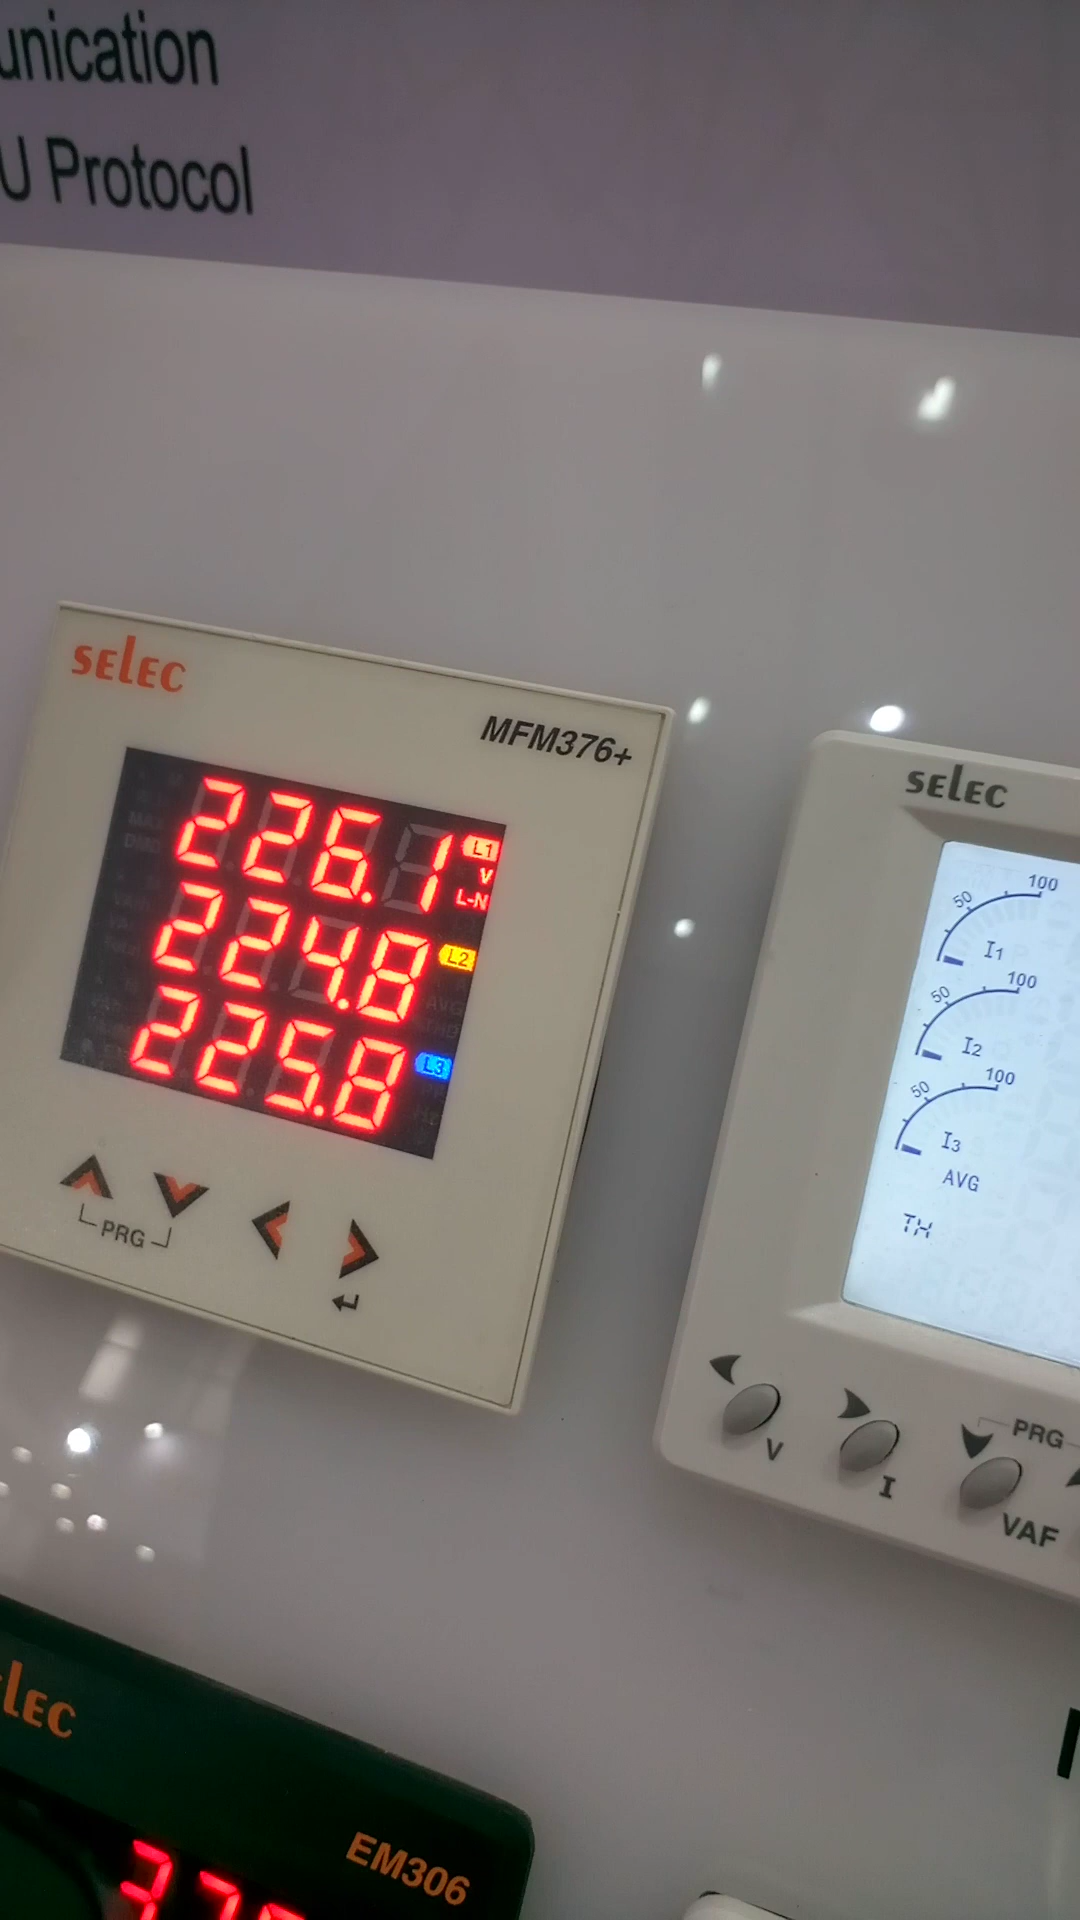 unication
U Protocol
selec
MFM376+
226.1 L1
V
L-N
224.8 L2
225.8 L3
PRG
selec
100
50
I1
100
50
I2
100
50
I3
AVG
TH
V
I
PRG
VAF
lec
EM306